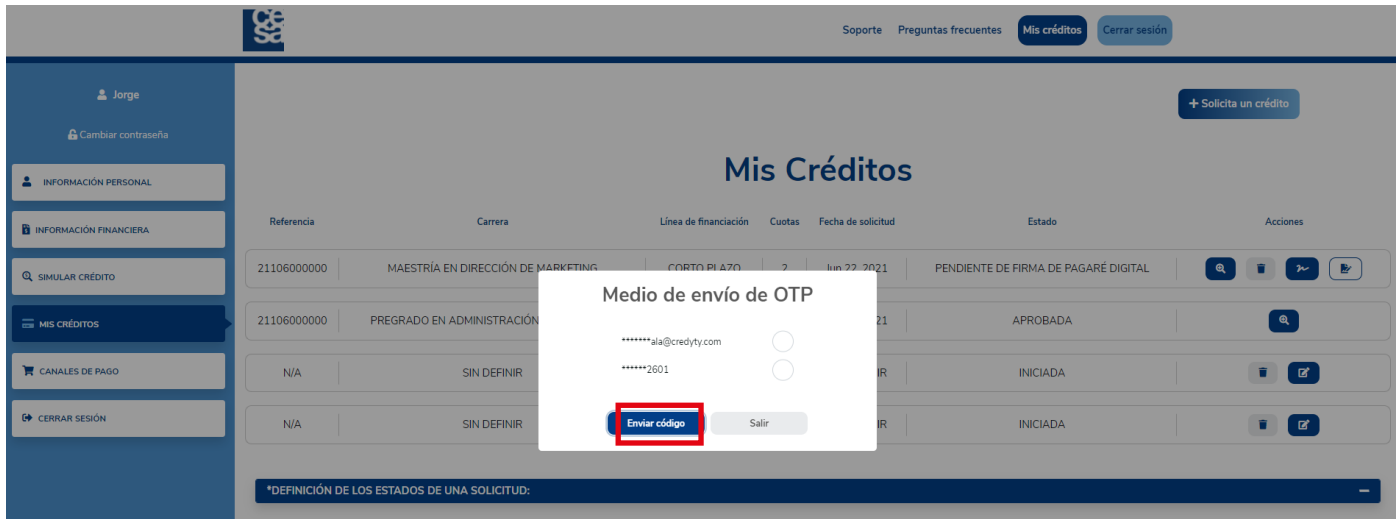 ce
sa
Soporte Preguntas frecuentes Mis créditos Cerrar sesión
Jorge
Cambiar contraseña
+ Solicita un crédito
INFORMACIÓN PERSONAL
INFORMACIÓN FINANCIERA
SIMULAR CRÉDITO
MIS CRÉDITOS
CANALES DE PAGO
CERRAR SESIÓN
Mis Créditos
Referencia Carrera Línea de financiación Cuotas Fecha de solicitud Estado Acciones
21106000000 MAESTRÍA EN DIRECCIÓN DE MARKETING CORTO PLAZO 2 Jun 22, 2021 PENDIENTE DE FIRMA DE PAGARÉ DIGITAL
21106000000 PREGRADO EN ADMINISTRACIÓN 21 APROBADA
N/A SIN DEFINIR IR INICIADA
N/A SIN DEFINIR IR INICIADA
Medio de envío de OTP
*******ala@credyty.com
******2601
Enviar código Salir
*DEFINICIÓN DE LOS ESTADOS DE UNA SOLICITUD: